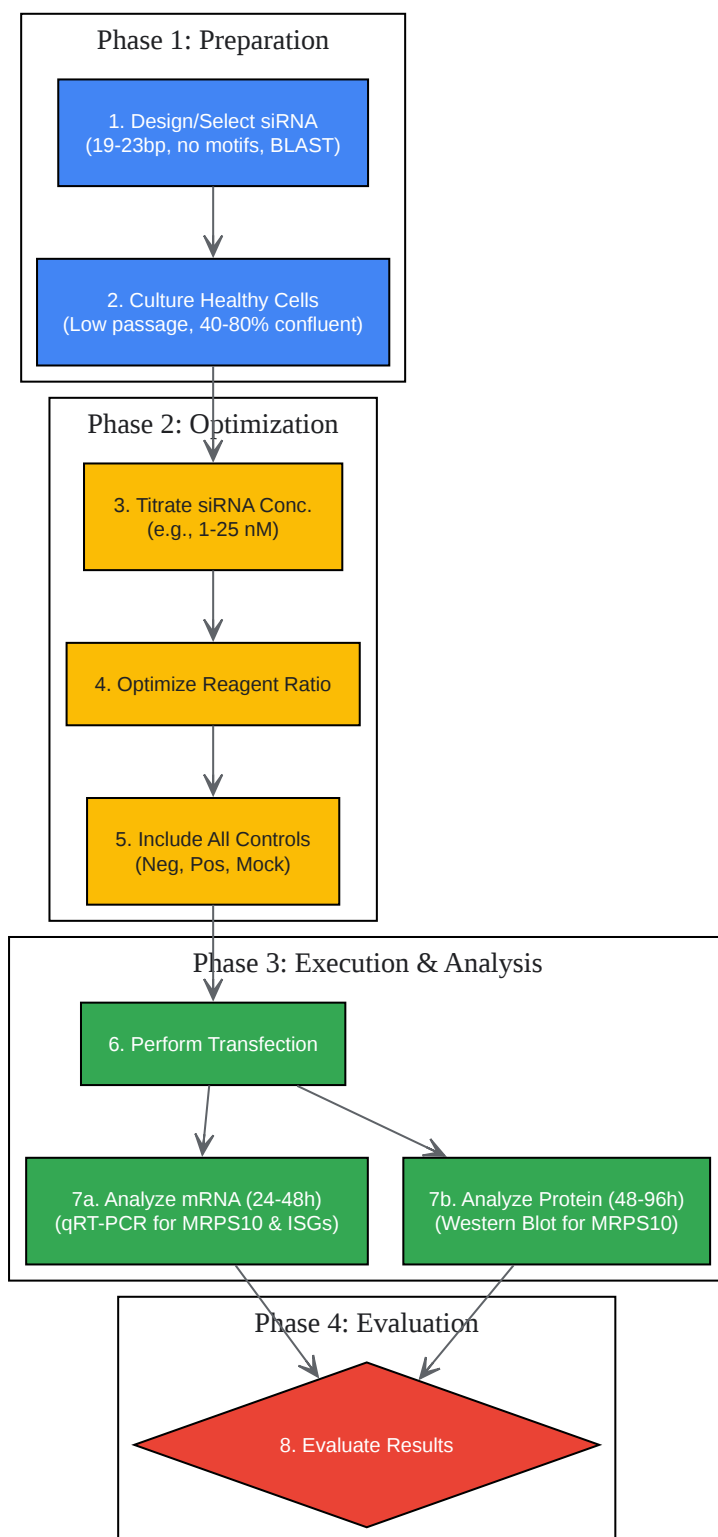 Phase 1: Preparation
1. Design/Select siRNA
(19-23bp, no motifs, BLAST)
2. Culture Healthy Cells
(Low passage, 40-80% confluent)
Phase 2: Optimization
3. Titrate siRNA Conc.
(e.g., 1-25 nM)
4. Optimize Reagent Ratio
5. Include All Controls
(Neg, Pos, Mock)
Phase 3: Execution & Analysis
6. Perform Transfection
7a. Analyze mRNA (24-48h)
(qRT-PCR for MRPS10 & ISGs)
7b. Analyze Protein (48-96h)
(Western Blot for MRPS10)
Phase 4: Evaluation
8. Evaluate Results